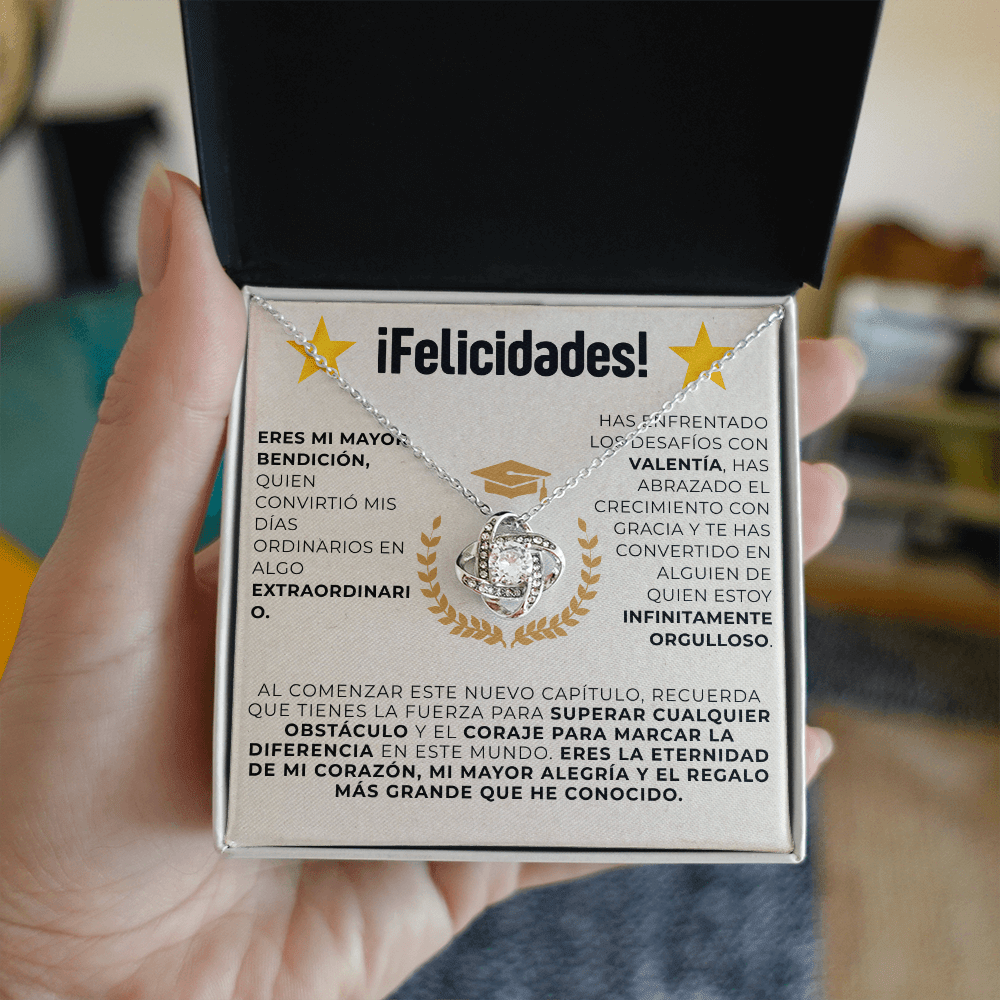 ¡Felicidades!
ERES MI MAYOR
BENDICIÓN,
QUIEN
CONVIRTIÓ MIS
DÍAS
ORDINARIOS EN
ALGO
EXTRAORDINARI
O.
HAS ENFRENTADO
LOS DESAFÍOS CON
VALENTÍA, HAS
ABRAZADO EL
CRECIMIENTO CON
GRACIA Y TE HAS
CONVERTIDO EN
ALGUIEN DE
QUIEN ESTOY
INFINITAMENTE
ORGULLOSO.
AL COMENZAR ESTE NUEVO CAPÍTULO, RECUERDA
QUE TIENES LA FUERZA PARA SUPERAR CUALQUIER
OBSTÁCULO Y EL CORAJE PARA MARCAR LA
DIFERENCIA EN ESTE MUNDO. ERES LA ETERNIDAD
DE MI CORAZÓN, MI MAYOR ALEGRÍA Y EL REGALO
MÁS GRANDE QUE HE CONOCIDO.